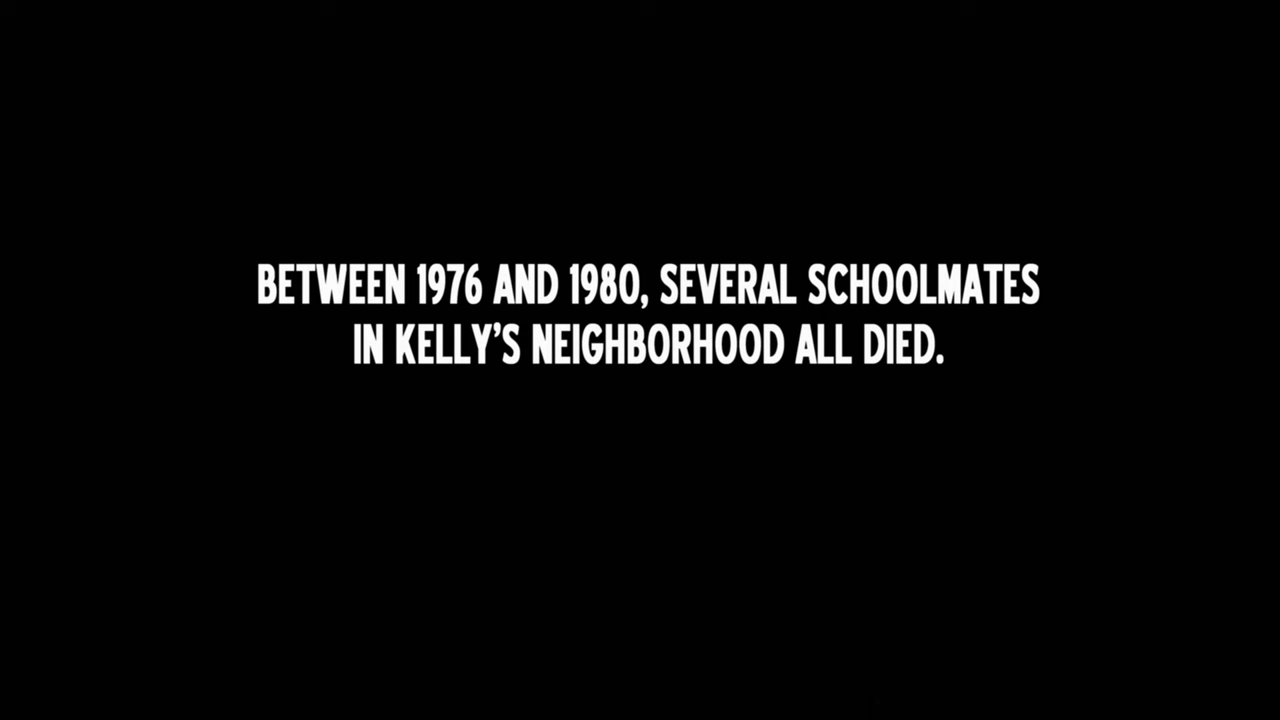 BETWEEN 1976 AND 1980, SEVERAL SCHOOLMATES
IN KELLY’S NEIGHBORHOOD ALL DIED.